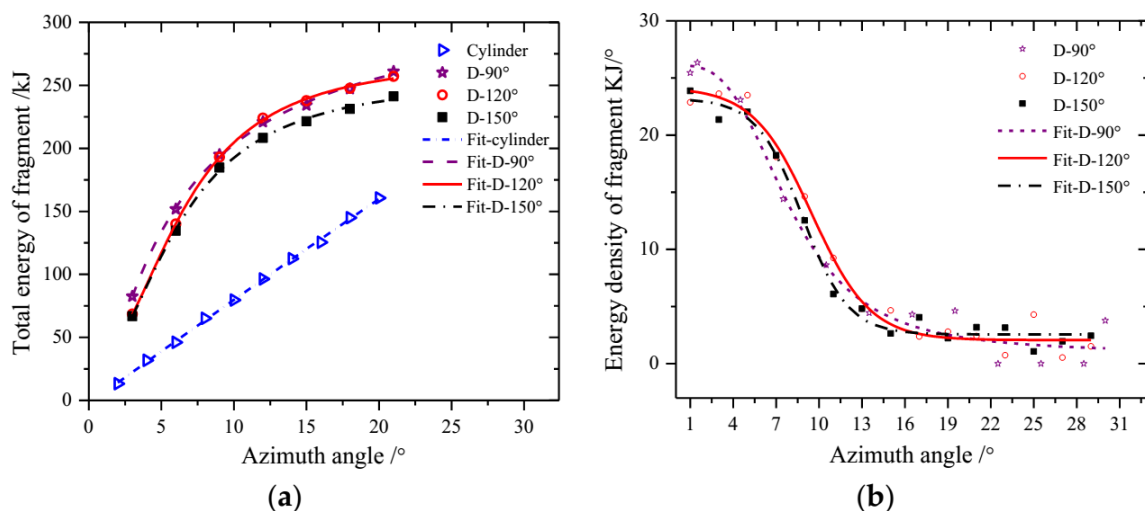 300
250
200
150
100
50
0
0
5
10
15
20
25
30
Total energy of fragment /kJ
Azimuth angle /°
Cylinder
D-90°
D-120°
D-150°
Fit-cylinder
Fit-D-90°
Fit-D-120°
Fit-D-150°
(a)
30
20
10
0
1
4
7
10
13
16
19
22
25
28
31
Energy density of fragment KJ/°
Azimuth angle /°
D-90°
D-120°
D-150°
Fit-D-90°
Fit-D-120°
Fit-D-150°
(b)